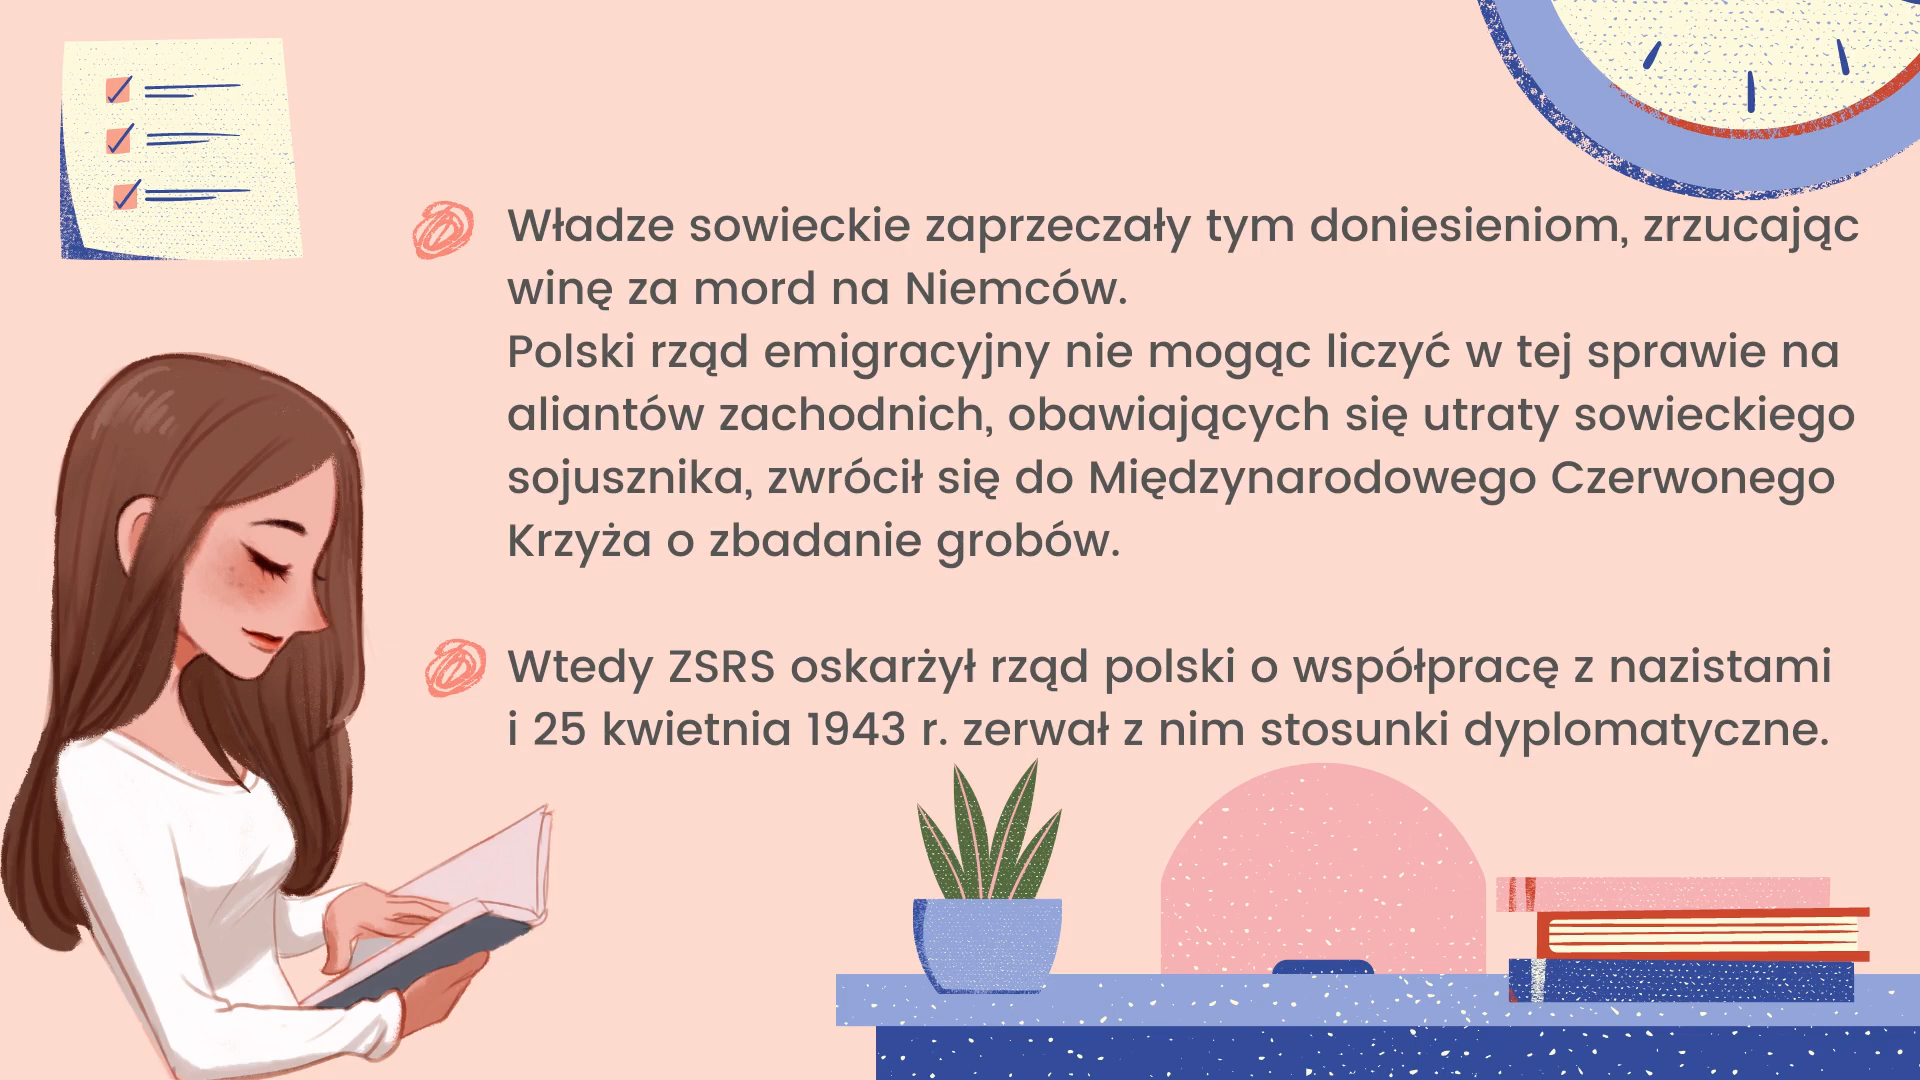 Władze sowieckie zaprzeczały tym doniesieniom, zrzucając
winę za mord na Niemców.
Polski rząd emigracyjny nie mogąc liczyć w tej sprawie na
aliantów zachodnich, obawiających się utraty sowieckiego
sojusznika, zwrócił się do Międzynarodowego Czerwonego
Krzyża o zbadanie grobów.
Wtedy ZSRS oskarżył rząd polski o współpracę z nazistami
i 25 kwietnia 1943 r. zerwał z nim stosunki dyplomatyczne.